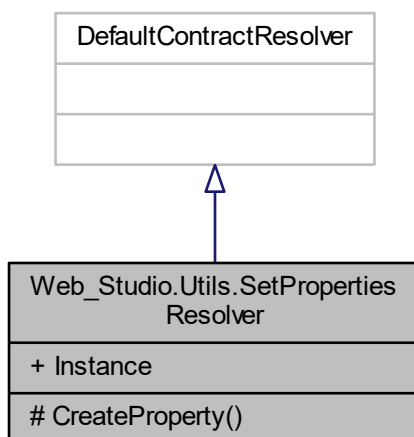 DefaultContractResolver
Web_Studio.Utils.SetProperties
Resolver
+ Instance
# CreateProperty()